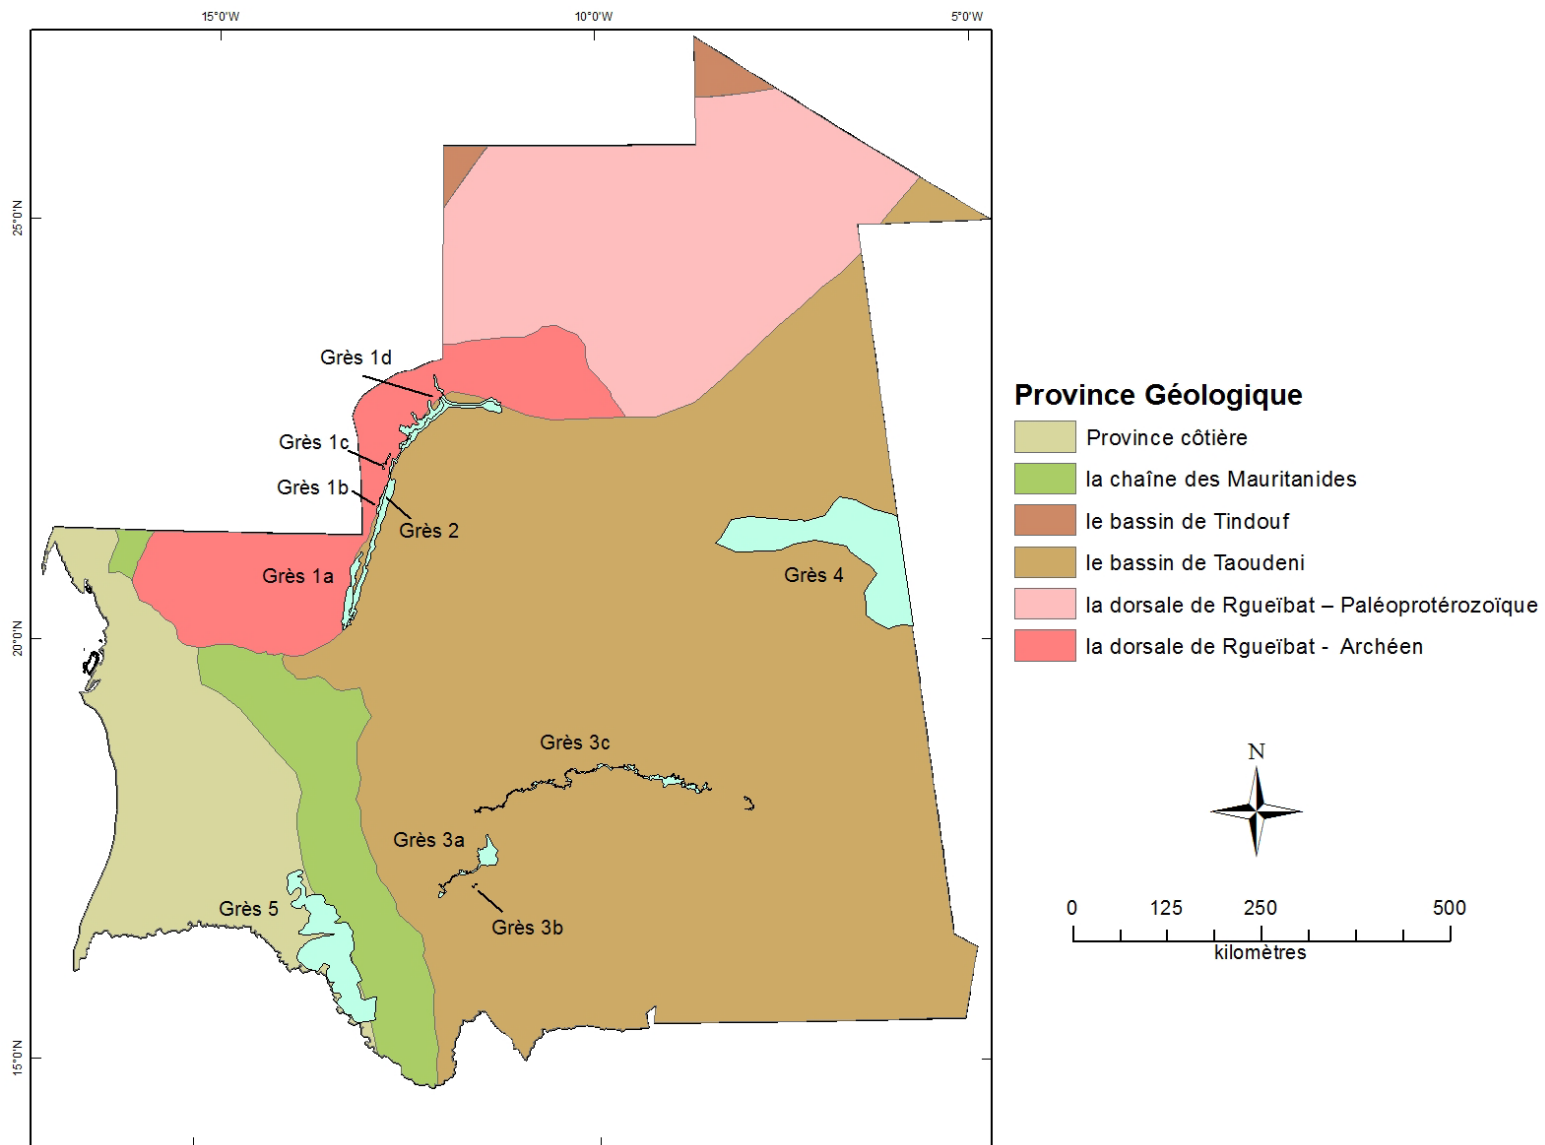 15°0'W
10°0'W
5°0'W
25°0'N
20°0'N
15°0'N
Grès 1d
Grès 1c
Grès 1b
Grès 2
Grès 1a
Grès 4
Grès 3c
Grès 3a
Grès 5
Grès 3b
Province Géologique
Province côtière
la chaîne des Mauritanides
le bassin de Tindouf
le bassin de Taoudeni
la dorsale de Rgueïbat – Paléoprotérozoïque
la dorsale de Rgueïbat - Archéen
N
0 125 250 500
kilomètres